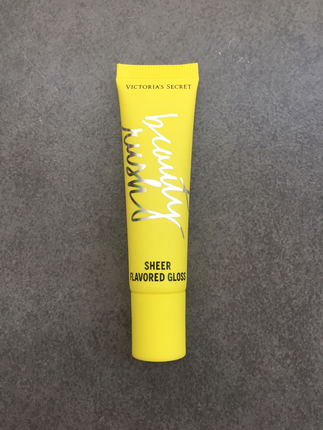 VICTORIA'S SECRET
beauty
rush
SHEER
FLAVORED GLOSS